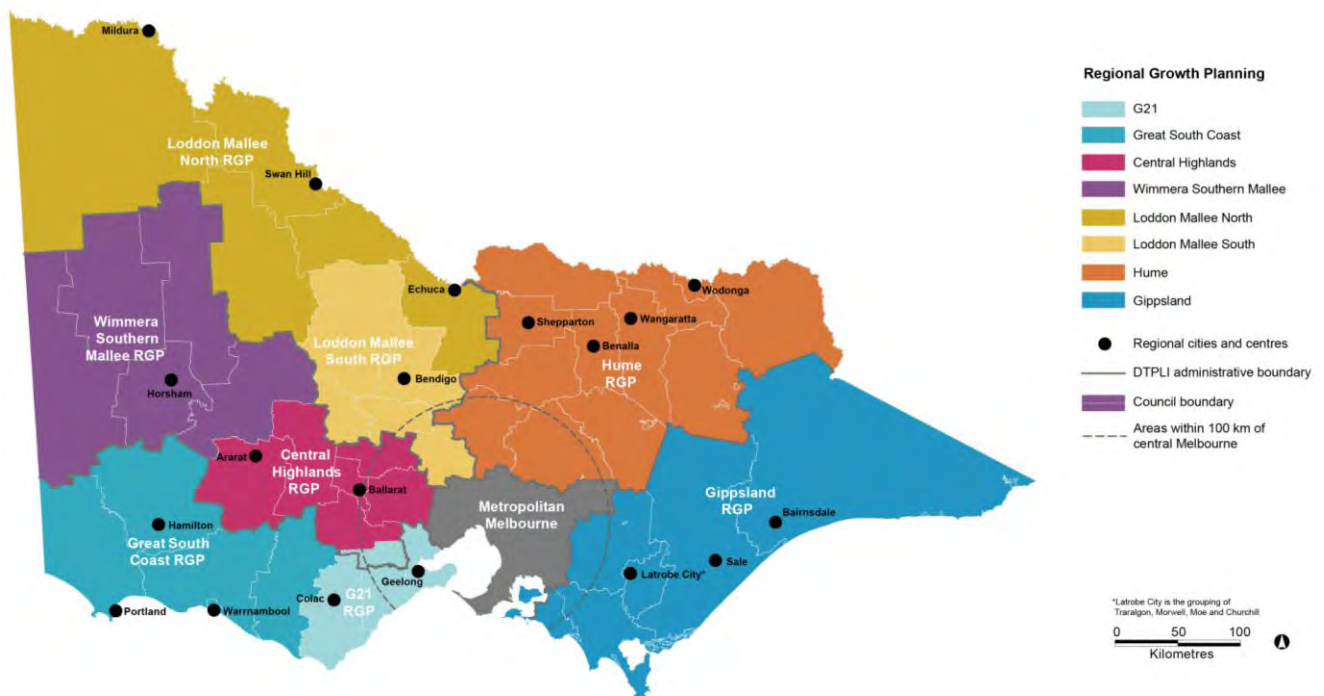 Mildura
Loddon Mallee
North RGP
Swan Hill
Echuca
Wimmera
Southern
Mallee RGP
Horsham
Loddon Mallee
South RGP
Bendigo
Shepparton
Wangaratta
Wodonga
Benalla
Hume
RGP
Ararat
Central
Highlands
RGP
Ballarat
Metropolitan
Melbourne
Gippsland
RGP
Bairnsdale
Sale
Latrobe City*
Hamilton
Great South
Coast RGP
Portland
Warrnambool
Colac
G21
RGP
Geelong
Regional Growth Planning
G21
Great South Coast
Central Highlands
Wimmera Southern Mallee
Loddon Mallee North
Loddon Mallee South
Hume
Gippsland
Regional cities and centres
DTPLI administrative boundary
Council boundary
Areas within 100 km of
central Melbourne
*Latrobe City is the grouping of
Traralgon, Morwell, Moe and Churchill
0 50 100
Kilometres